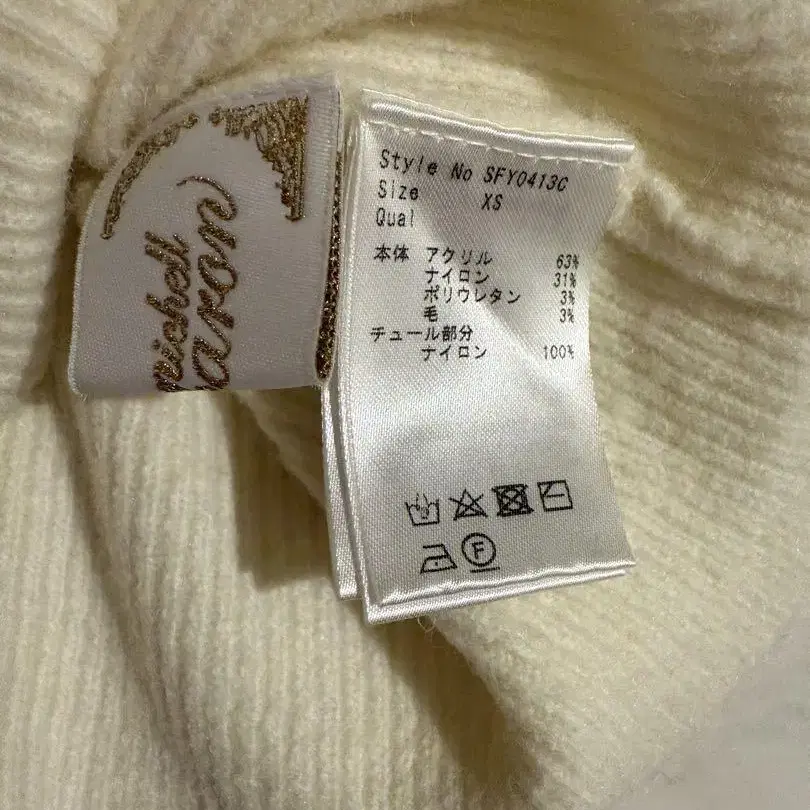 michell
aron
Style No SFY0413C
Size XS
Qual
本体 アクリル 63%
ナイロン 31%
ポリウレタン 3%
毛 3%
チュール部分
ナイロン 100%
F